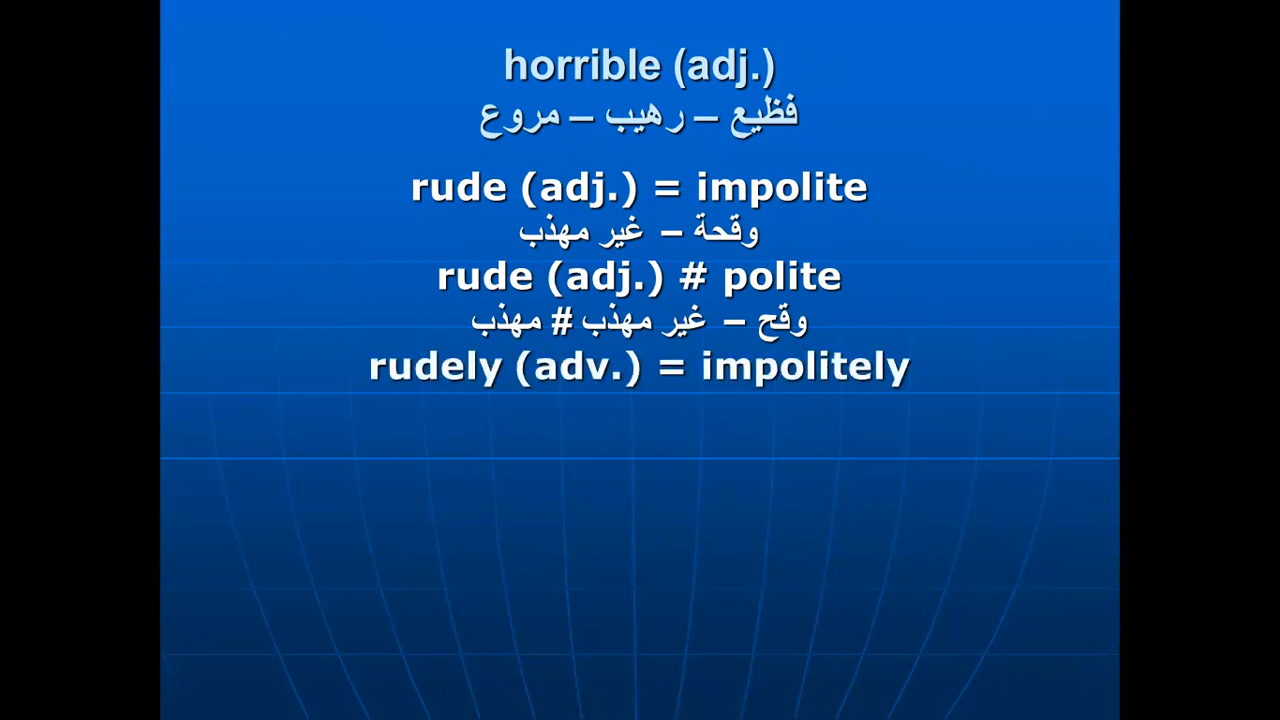 horrible (adj.)
فظيع – رهيب – مروع
rude (adj.) = impolite
وقحة – غير مهذب
rude (adj.) # polite
وقح – غير مهذب # مهذب
rudely (adv.) = impolitely